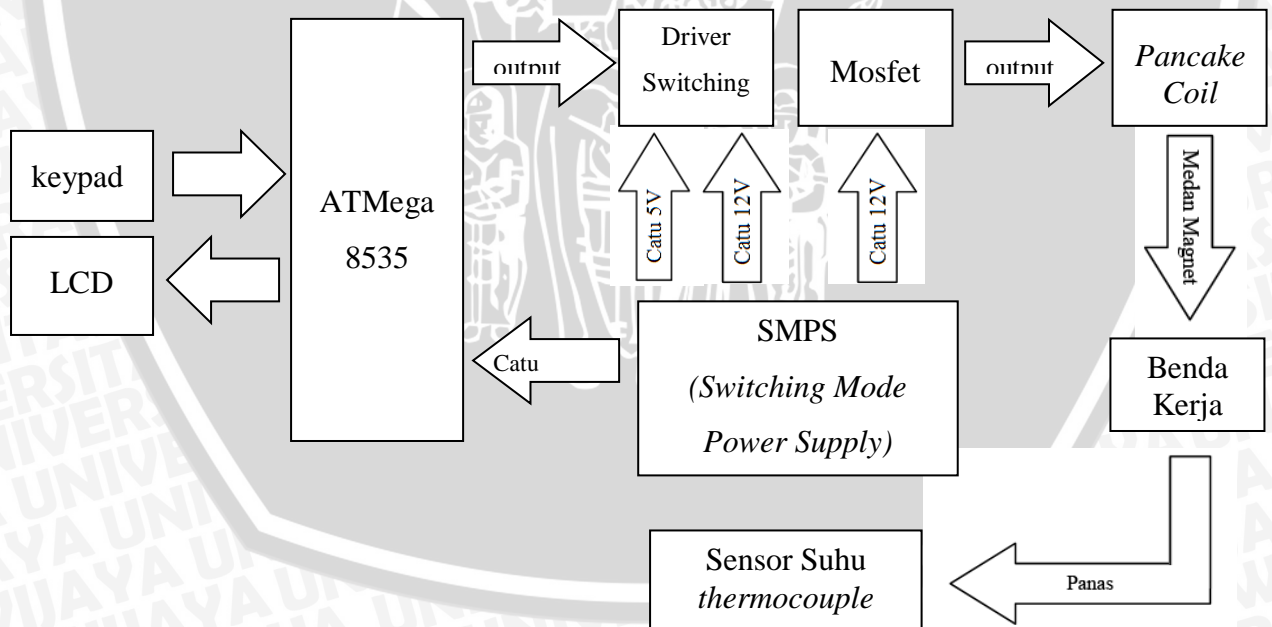 keypad
LCD
ATMega
8535
output
Driver
Switching
Mosfet
output
Pancake
Coil
Catu 5V
Catu 12V
Catu 12V
Medan Magnet
SMPS
(Switching Mode
Power Supply)
Catu
Benda
Kerja
Sensor Suhu
thermocouple
Panas